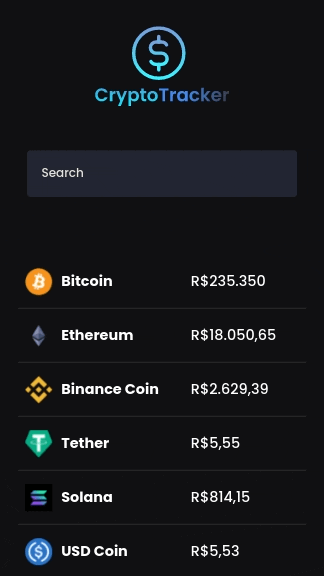 CryptoTracker
Search
Bitcoin R$235.350
Ethereum R$18.050,65
Binance Coin R$2.629,39
Tether R$5,55
Solana R$814,15
USD Coin R$5,53